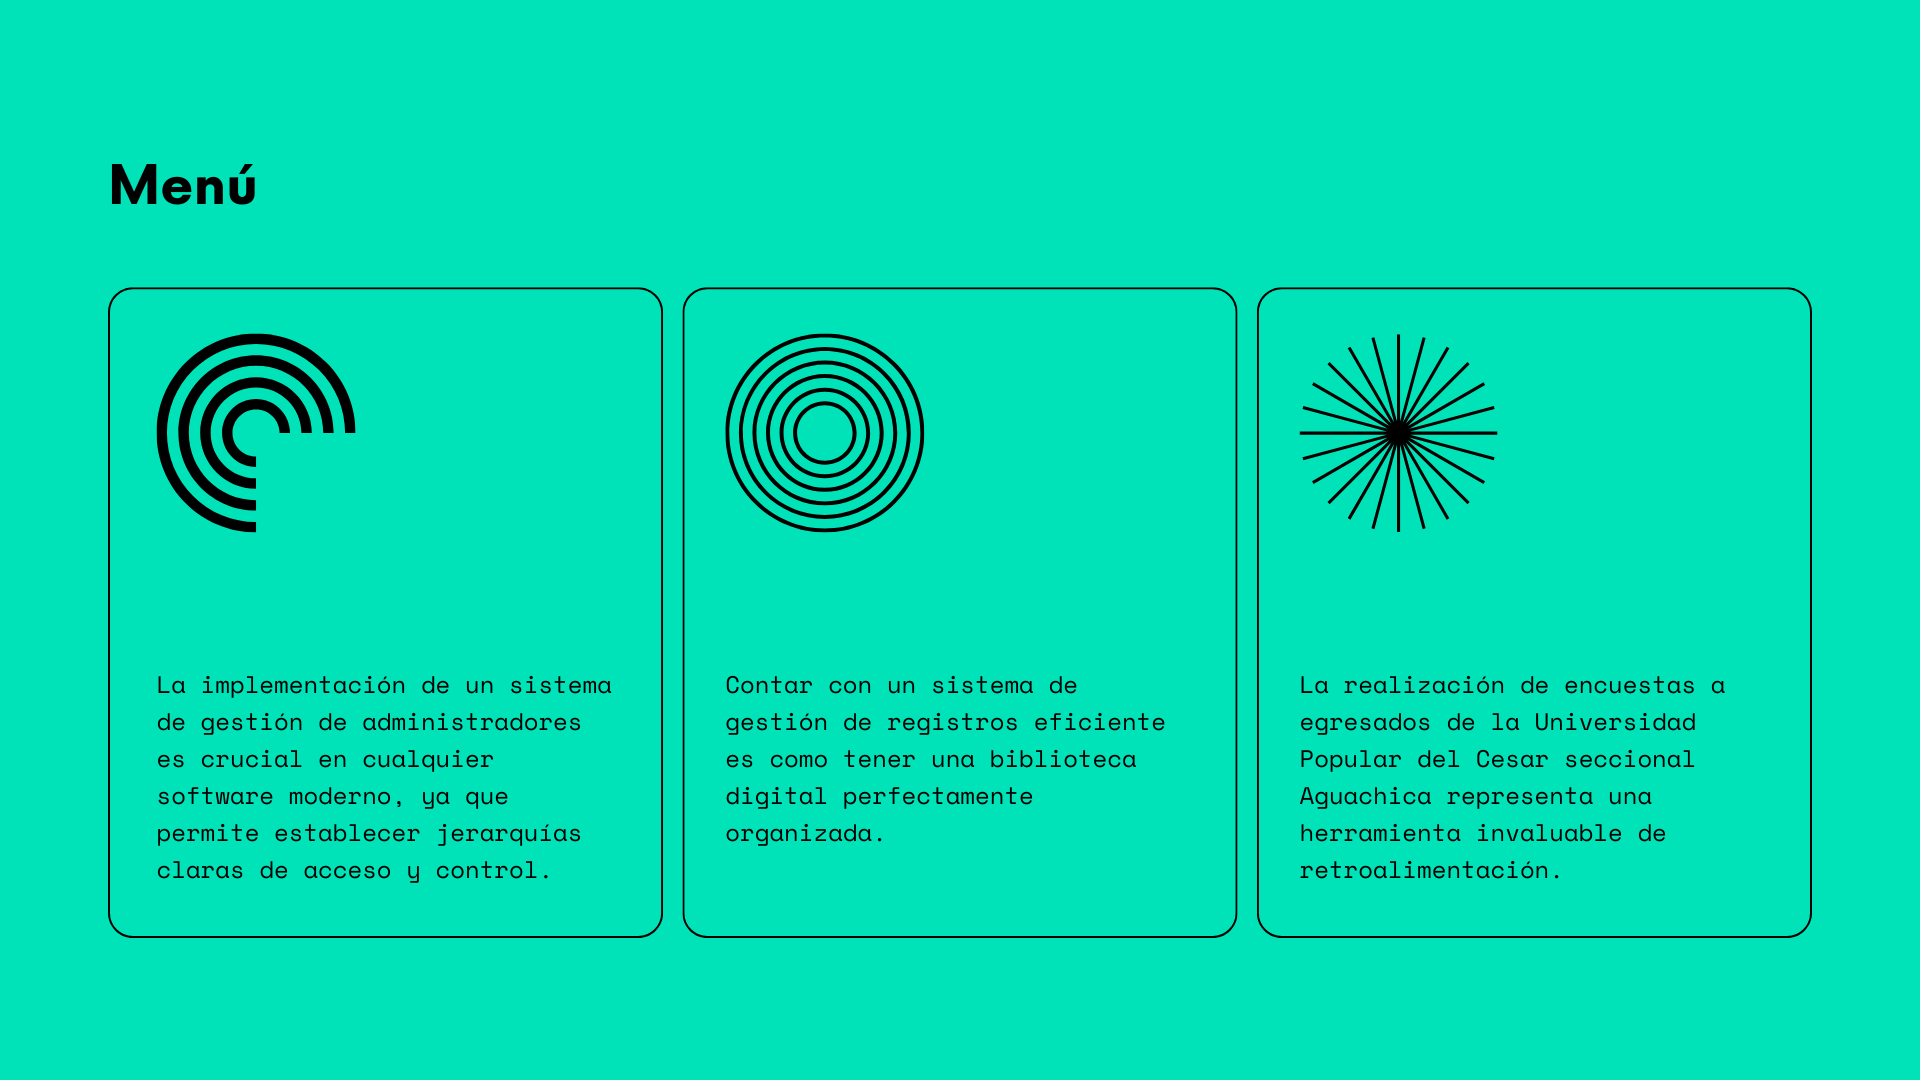 Menú
La implementación de un sistema
de gestión de administradores
es crucial en cualquier
software moderno, ya que
permite establecer jerarquías
claras de acceso y control.
Contar con un sistema de
gestión de registros eficiente
es como tener una biblioteca
digital perfectamente
organizada.
La realización de encuestas a
egresados de la Universidad
Popular del Cesar seccional
Aguachica representa una
herramienta invaluable de
retroalimentación.